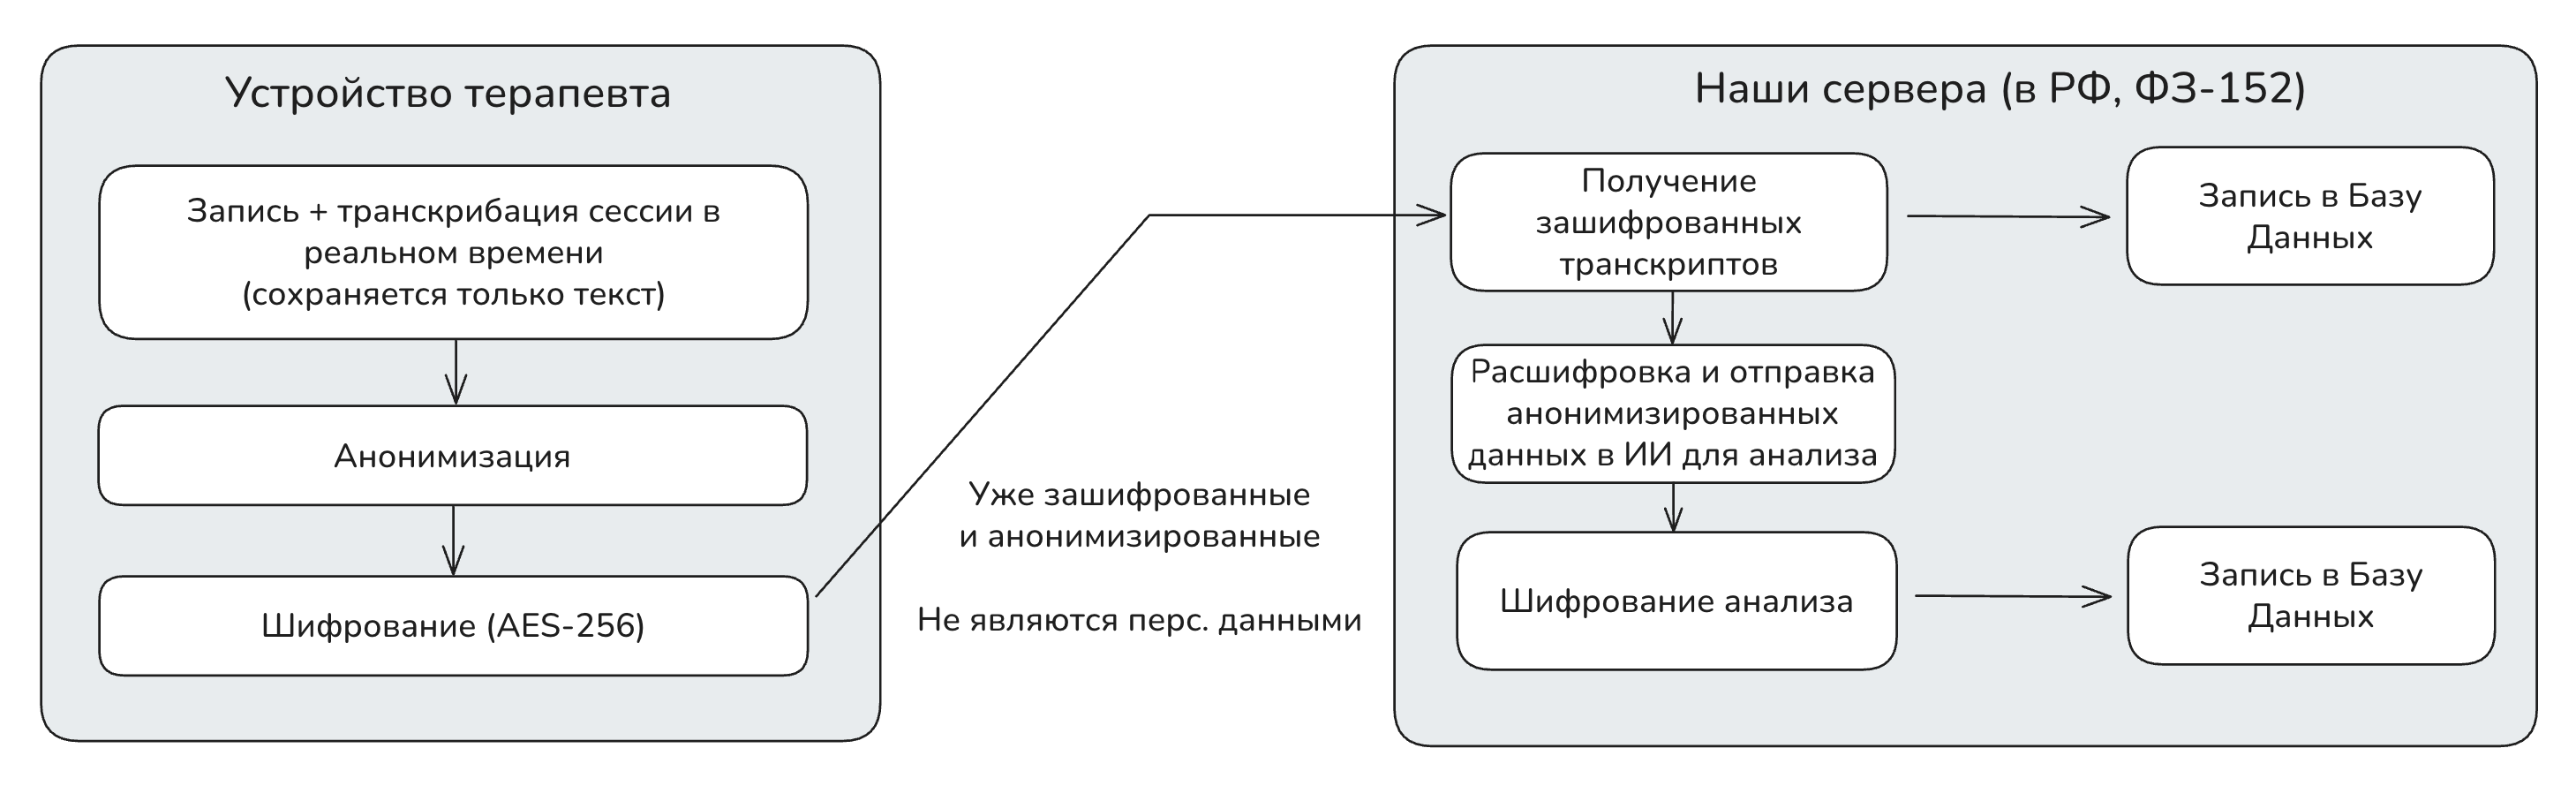 Устройство терапевта
Запись + транскрибация сессии в
реальном времени
(сохраняется только текст)
Анонимизация
Шифрование (AES-256)
Уже зашифрованные
и анонимизированные
Не являются перс. данными
Наши сервера (в РФ, ФЗ-152)
Получение
зашифрованных
транскриптов
Запись в Базу
Данных
Расшифровка и отправка
анонимизированных
данных в ИИ для анализа
Шифрование анализа
Запись в Базу
Данных